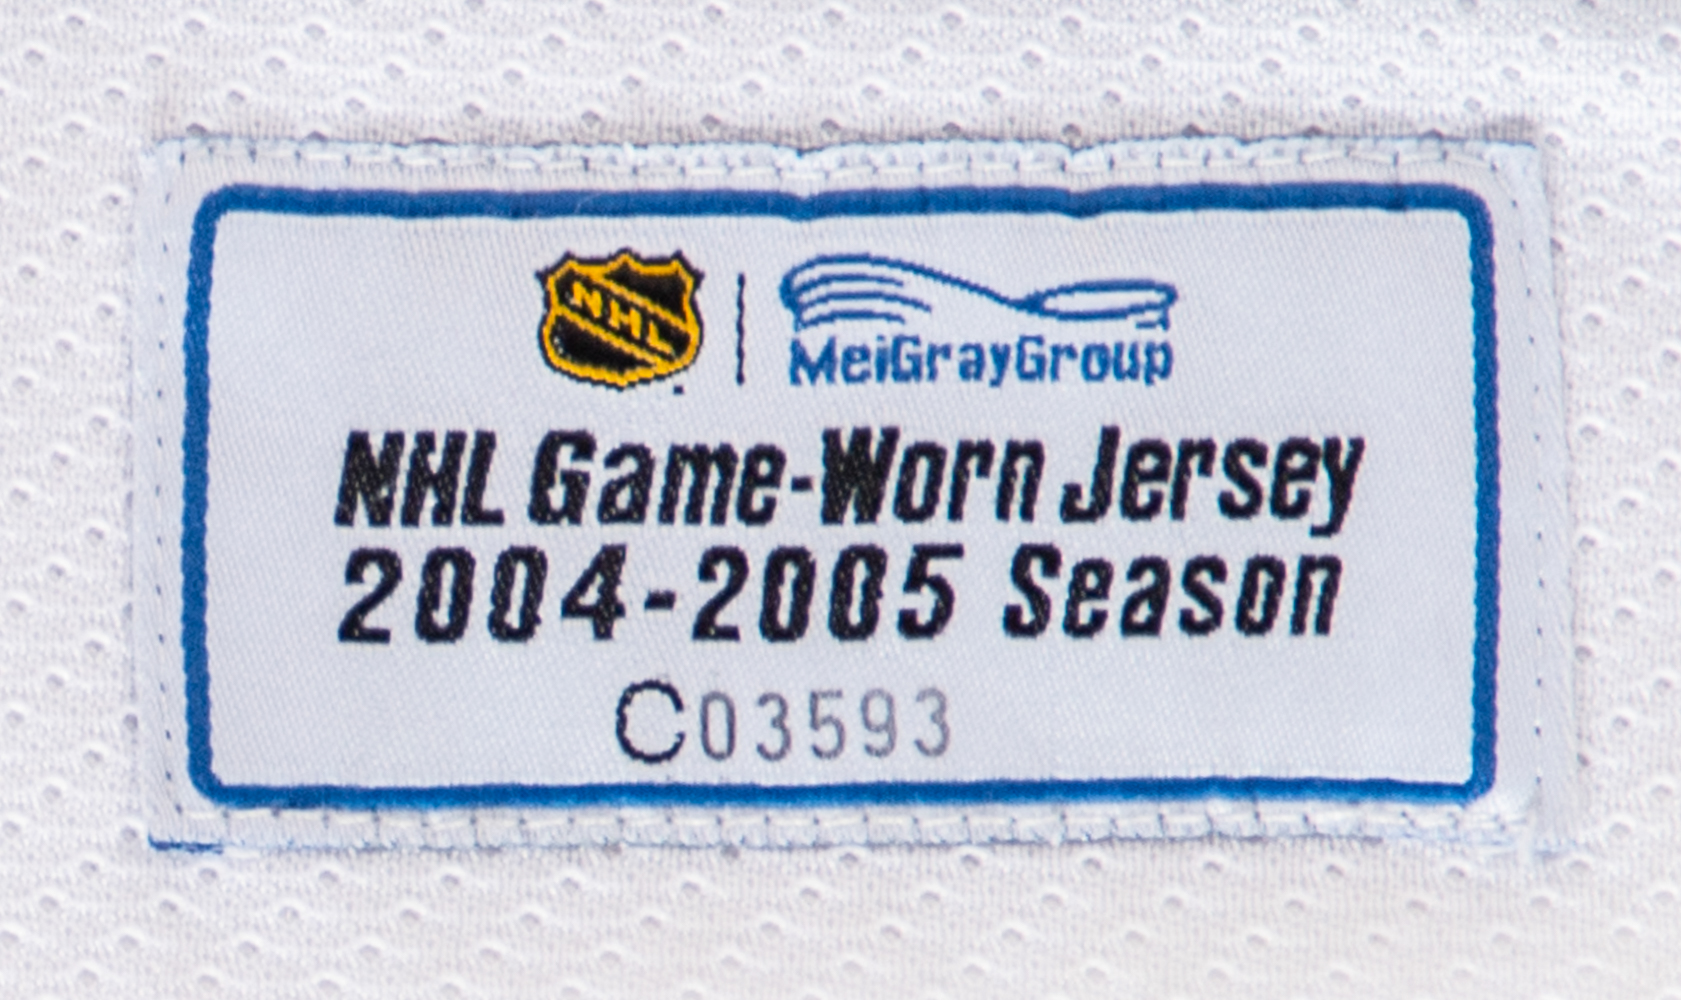 NHL
MeiGrayGroup
NHL Game-Worn Jersey
2004-2005 Season
C03593